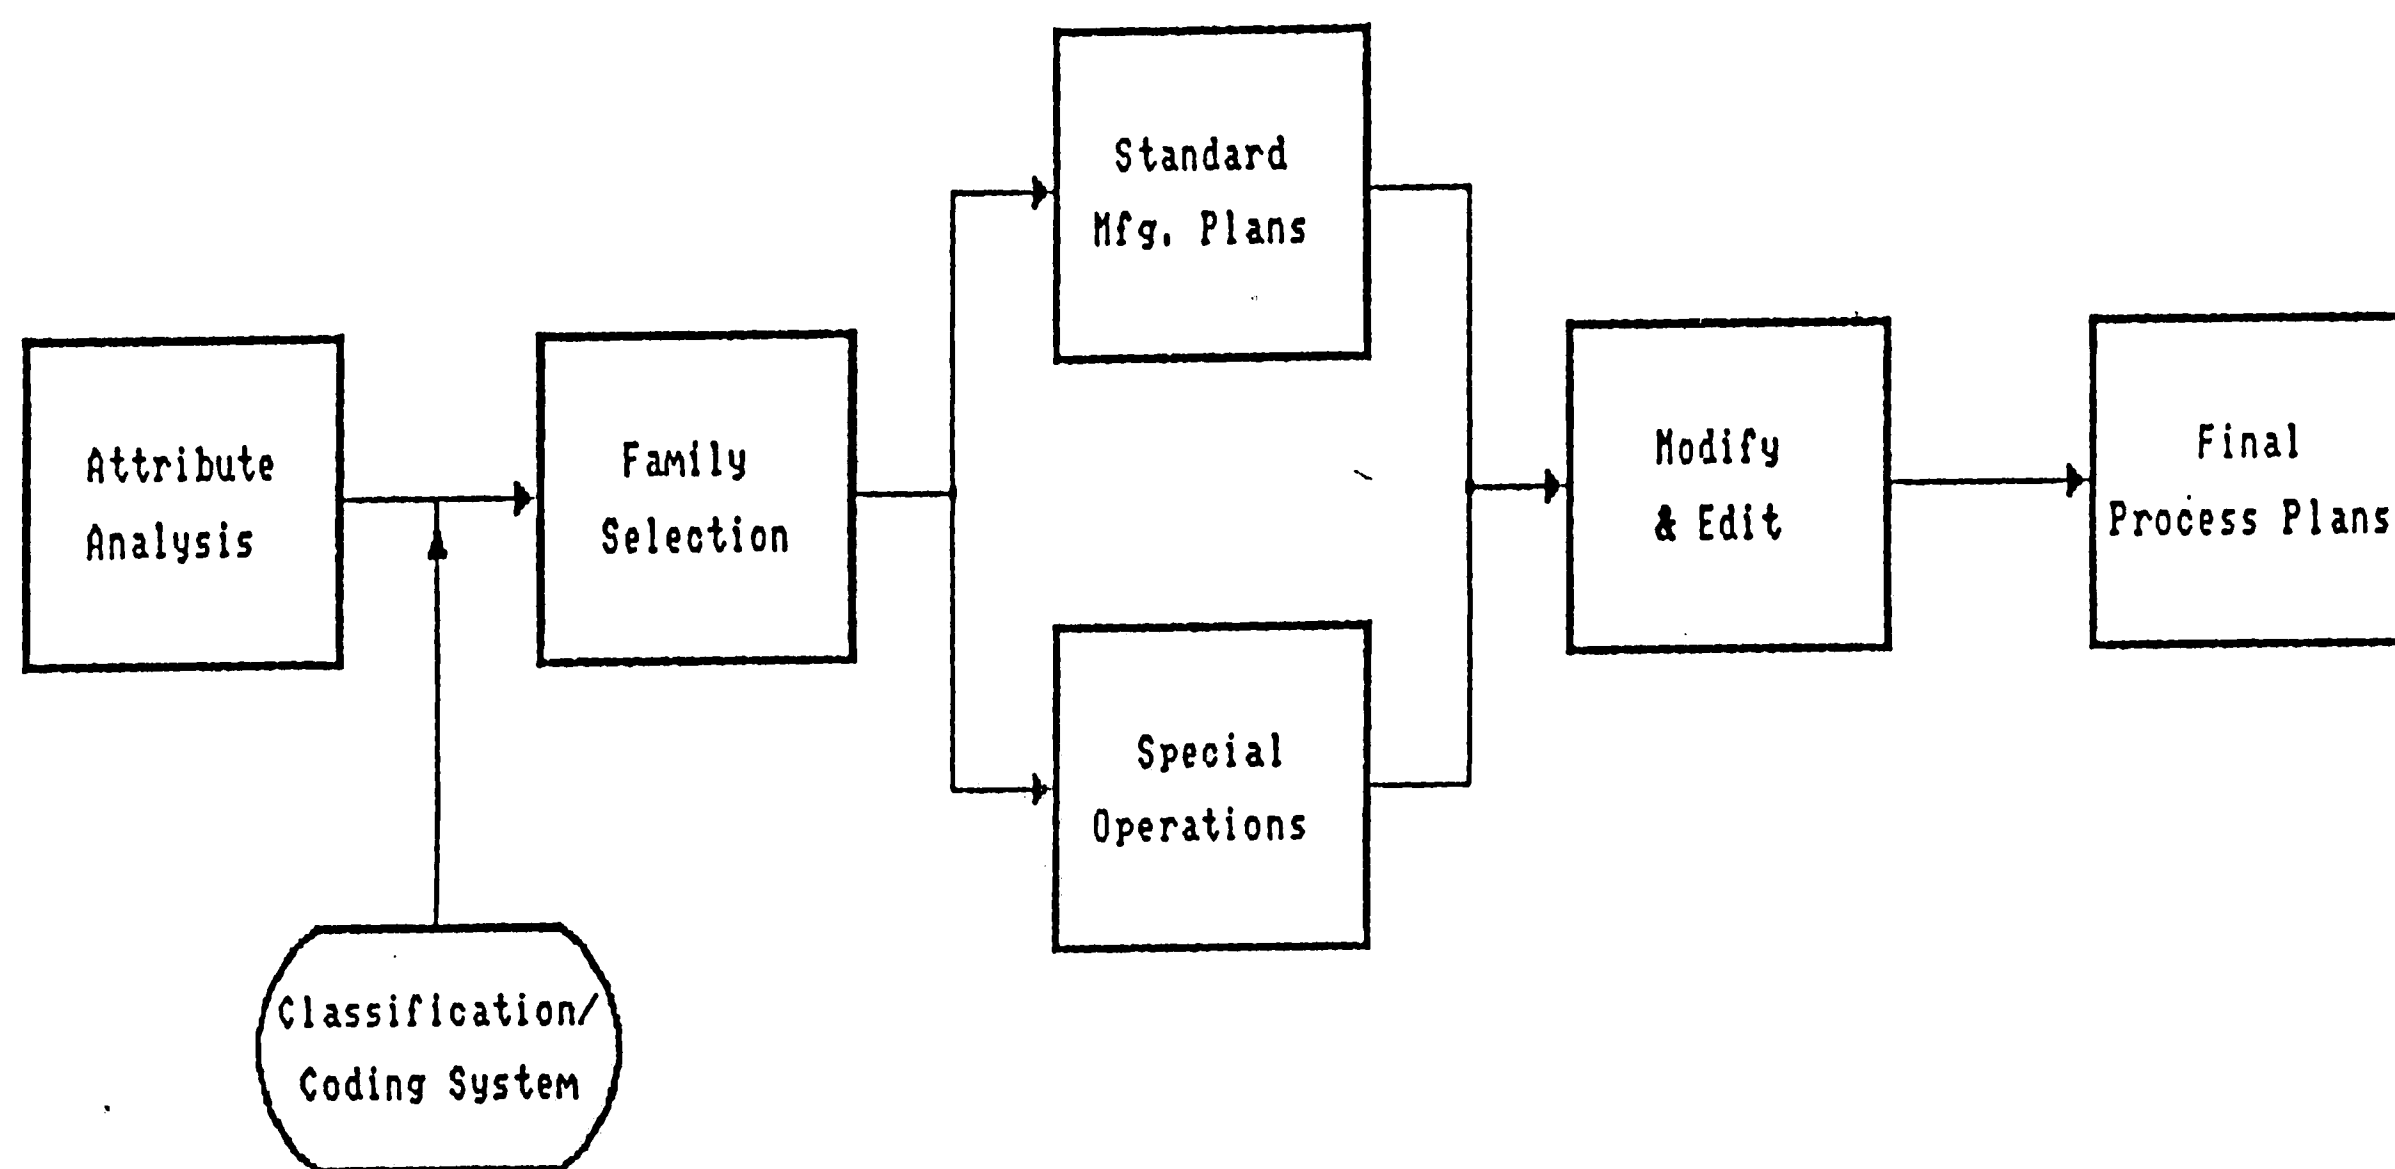 Standard
Mfg. Plans
Attribute
Analysis
Family
Selection
Modify
& Edit
Final
Process Plans
Special
Operations
Classification/
Coding System